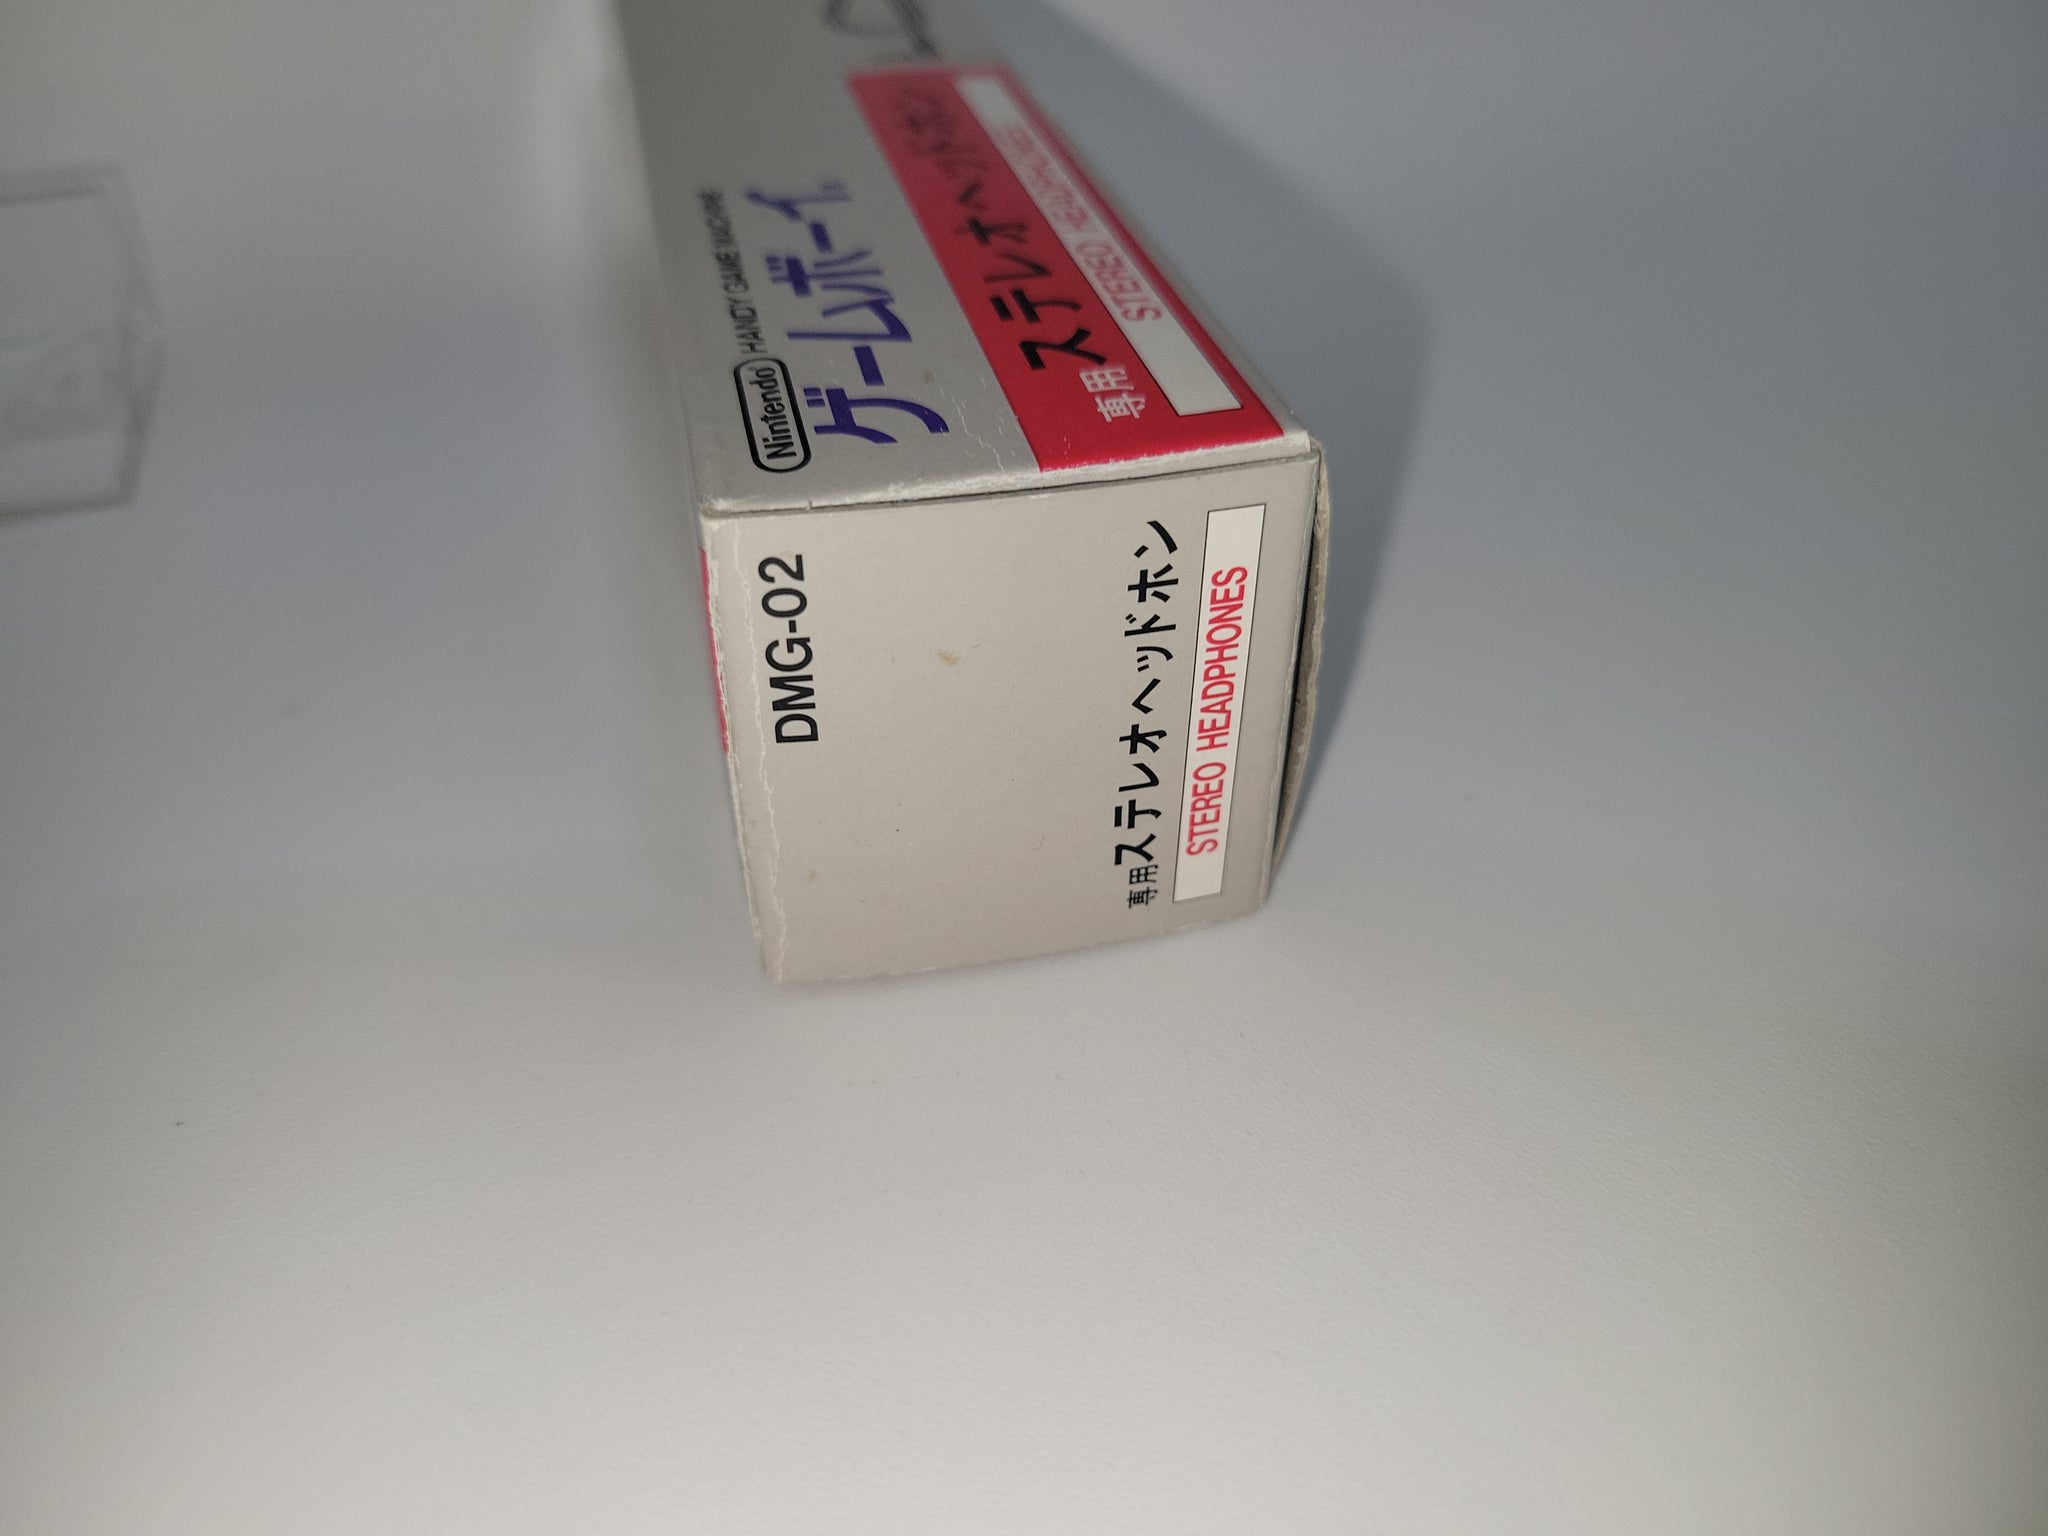 Nintendo HANDY GAME MACHINE
ゲームボーイ
専用ステレオヘッドホン
STEREO HEADPHONES
DMG-02
専用ステレオヘッドホン
STEREO HEADPHONES